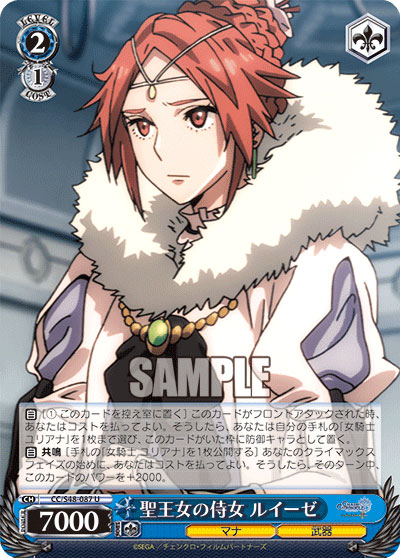 LEVEL
2
1
COST
SAMPLE
自 [① このカードを控え室に置く] このカードがフロントアタックされた時、
あなたはコストを払ってよい。そうしたら、あなたは自分の手札の「女騎士
ユリアナ」を1枚まで選び、このカードがいた枠に防御キャラとして置く。
自 共鳴 [手札の「女騎士 ユリアナ」を1枚公開する] あなたのクライマックス
フェイズの始めに、あなたはコストを払ってよい。そうしたら、そのターン中、
このカードのパワーを+2000。
CH
CC/S48-087 U
7000
聖王女の侍女 ルイーゼ
マナ
武器
©SEGA／チェンクロ・フィルムパートナーズ